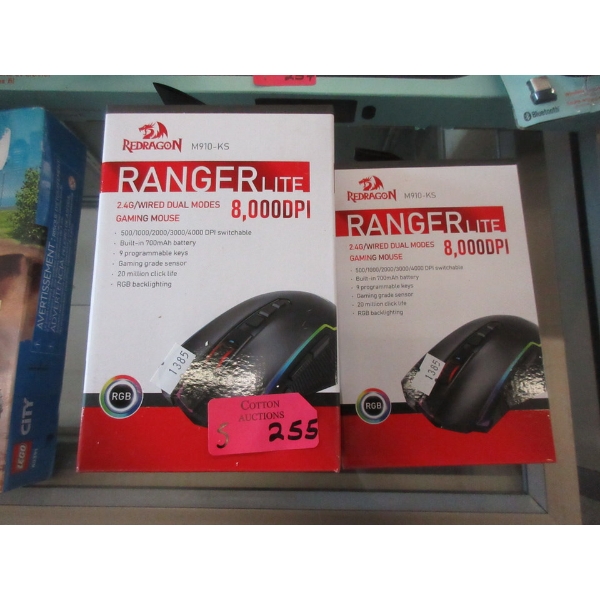 254
Bluetooth
REDRAGON M910-KS
RANGER LITE
2.4G/WIRED DUAL MODES
GAMING MOUSE
8,000DPI
· 500/1000/2000/3000/4000 DPI switchable
· Built-in 700mAh battery
· 9 programmable keys
· Gaming grade sensor
· 20 million click life
· RGB backlighting
1385
RGB
COTTON
AUCTIONS
S 255
REDRAGON M910-KS
RANGER LITE
2.4G/WIRED DUAL MODES
GAMING MOUSE
8,000DPI
· 500/1000/2000/3000/4000 DPI switchable
· Built-in 700mAh battery
· 9 programmable keys
· Gaming grade sensor
· 20 million click life
· RGB backlighting
1385
RGB
AVERTISSEMENT
LEGO
CITY